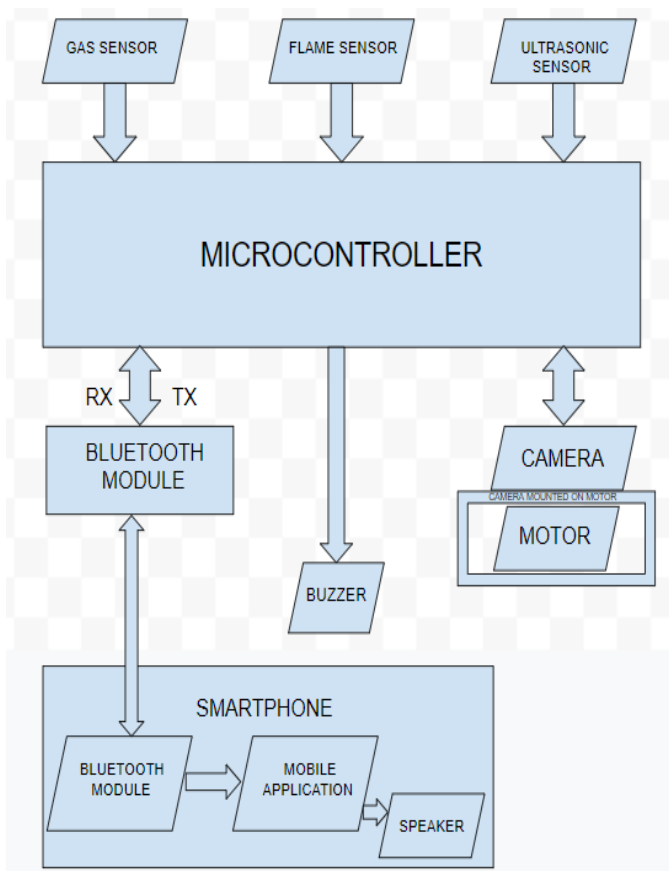 GAS SENSOR
FLAME SENSOR
ULTRASONIC
SENSOR
MICROCONTROLLER
RX
TX
BLUETOOTH
MODULE
CAMERA
CAMERA MOUNTED ON MOTOR
MOTOR
BUZZER
SMARTPHONE
BLUETOOTH
MODULE
MOBILE
APPLICATION
SPEAKER